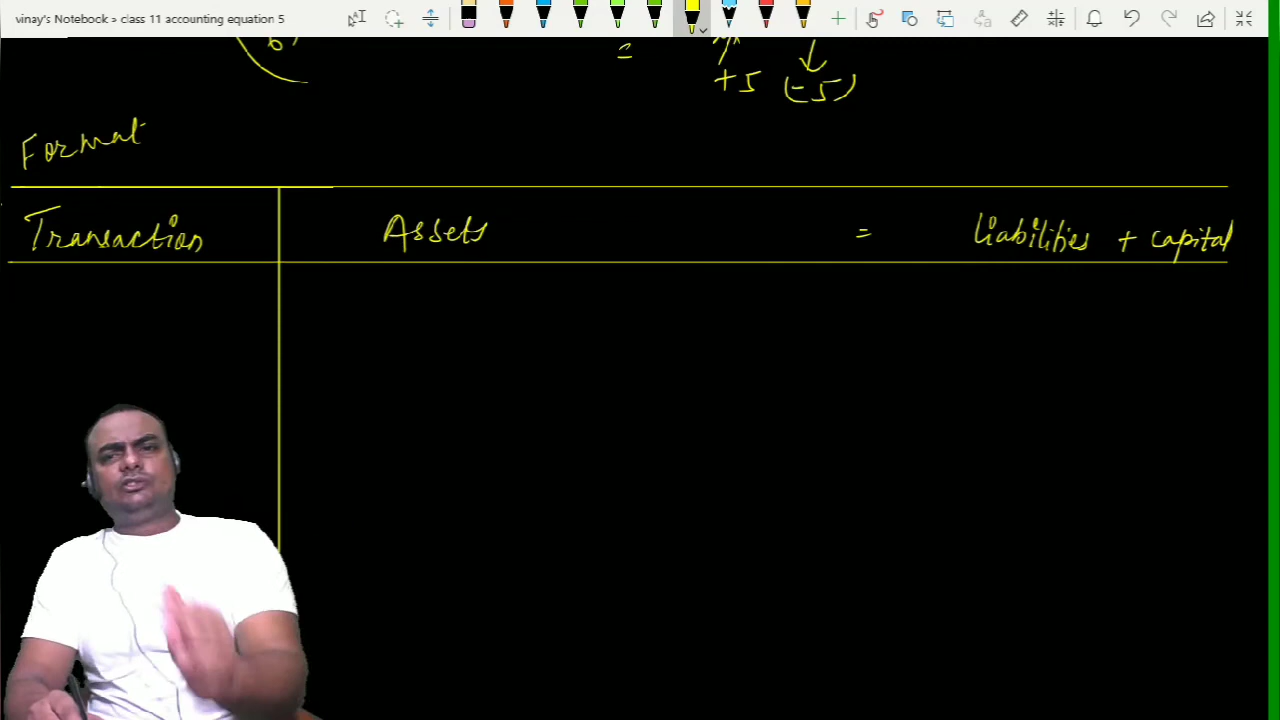 vinay's Notebook > class 11 accounting equation 5
=
+5 (-5)
Format
Transaction Assets = Liabilities + capital